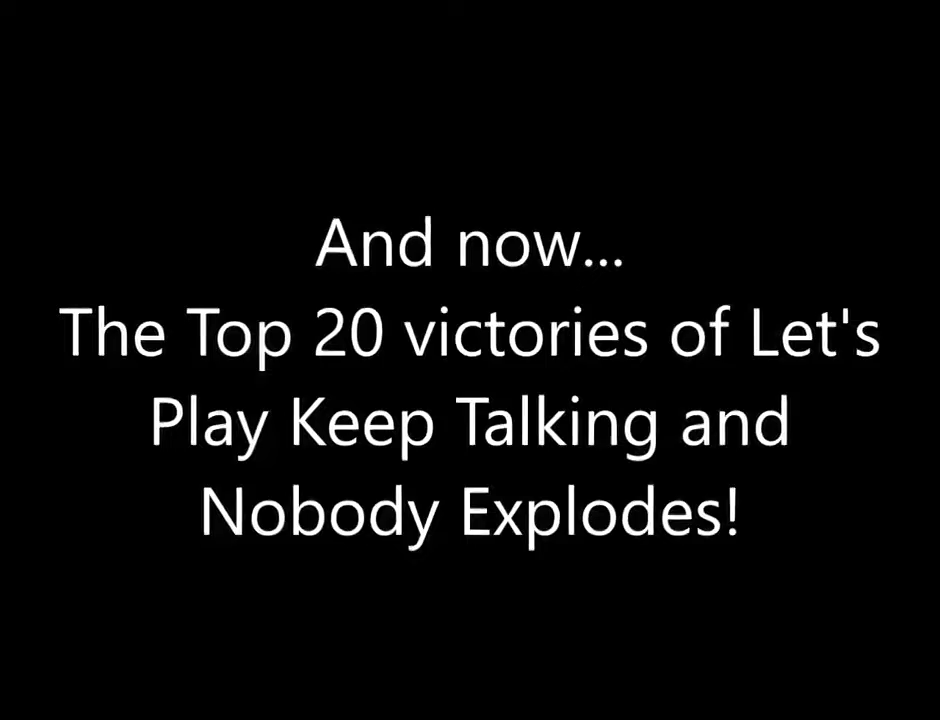 And now...
The Top 20 victories of Let's
Play Keep Talking and
Nobody Explodes!